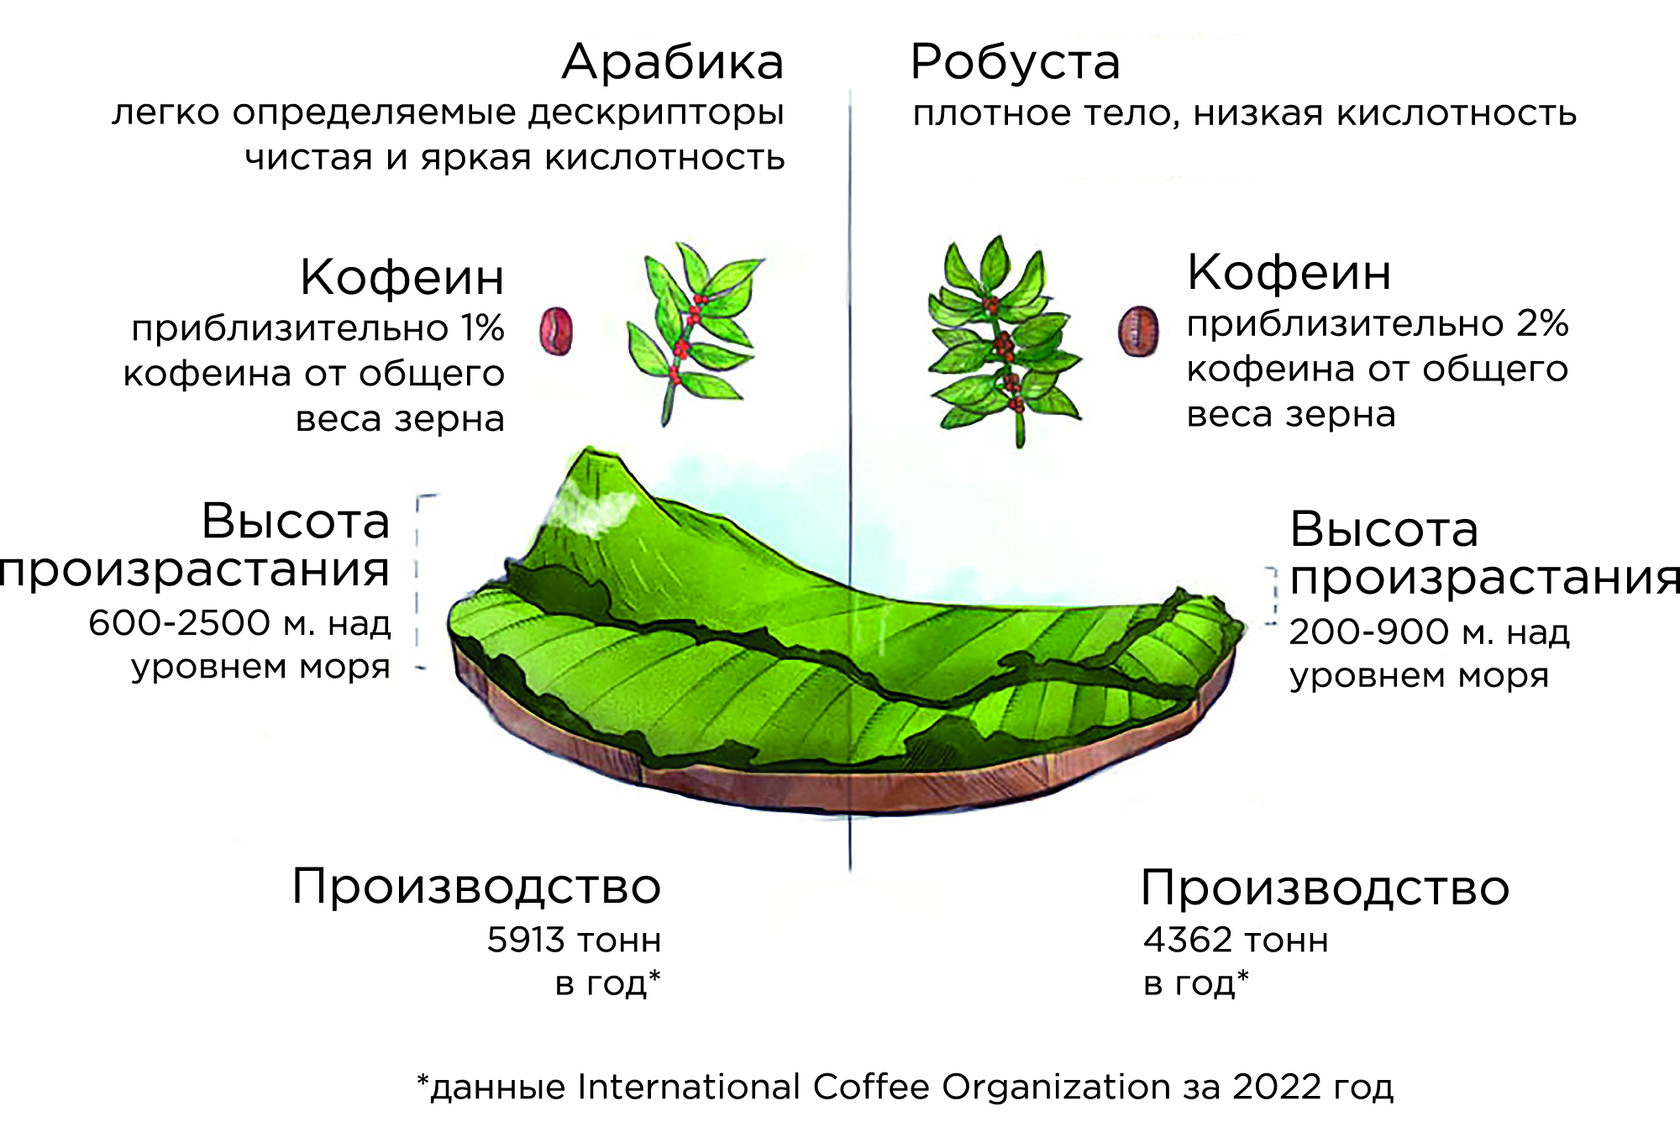 Арабика
легко определяемые дескрипторы
чистая и яркая кислотность
Робуста
плотное тело, низкая кислотность
Кофеин
приблизительно 1%
кофеина от общего
веса зерна
Кофеин
приблизительно 2%
кофеина от общего
веса зерна
Высота
произрастания
600-2500 м. над
уровнем моря
Высота
произрастания
200-900 м. над
уровнем моря
Производство
5913 тонн
в год*
Производство
4362 тонн
в год*
*данные International Coffee Organization за 2022 год